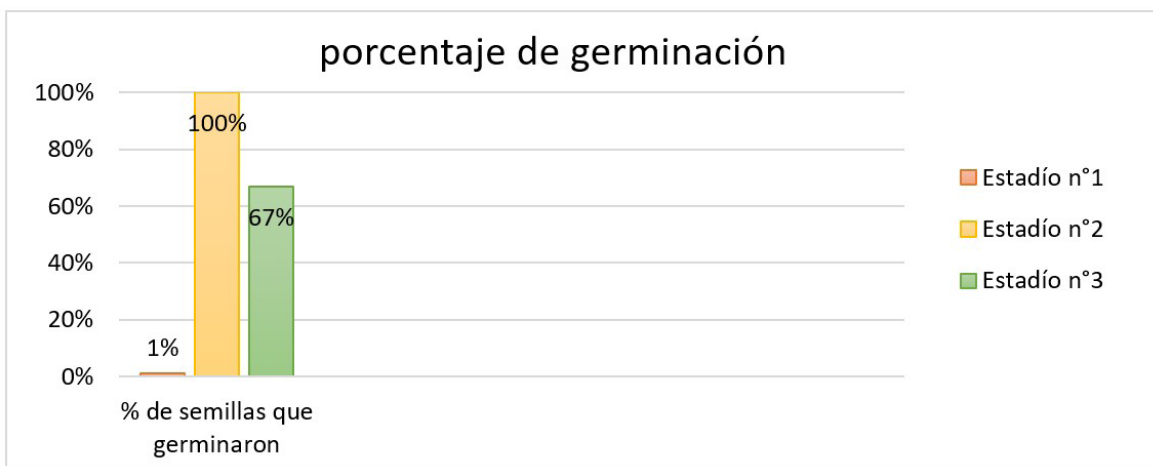 porcentaje de germinación
100%
80%
60%
40%
20%
0%
1%
100%
67%
% de semillas que
germinaron
Estadío n°1
Estadío n°2
Estadío n°3